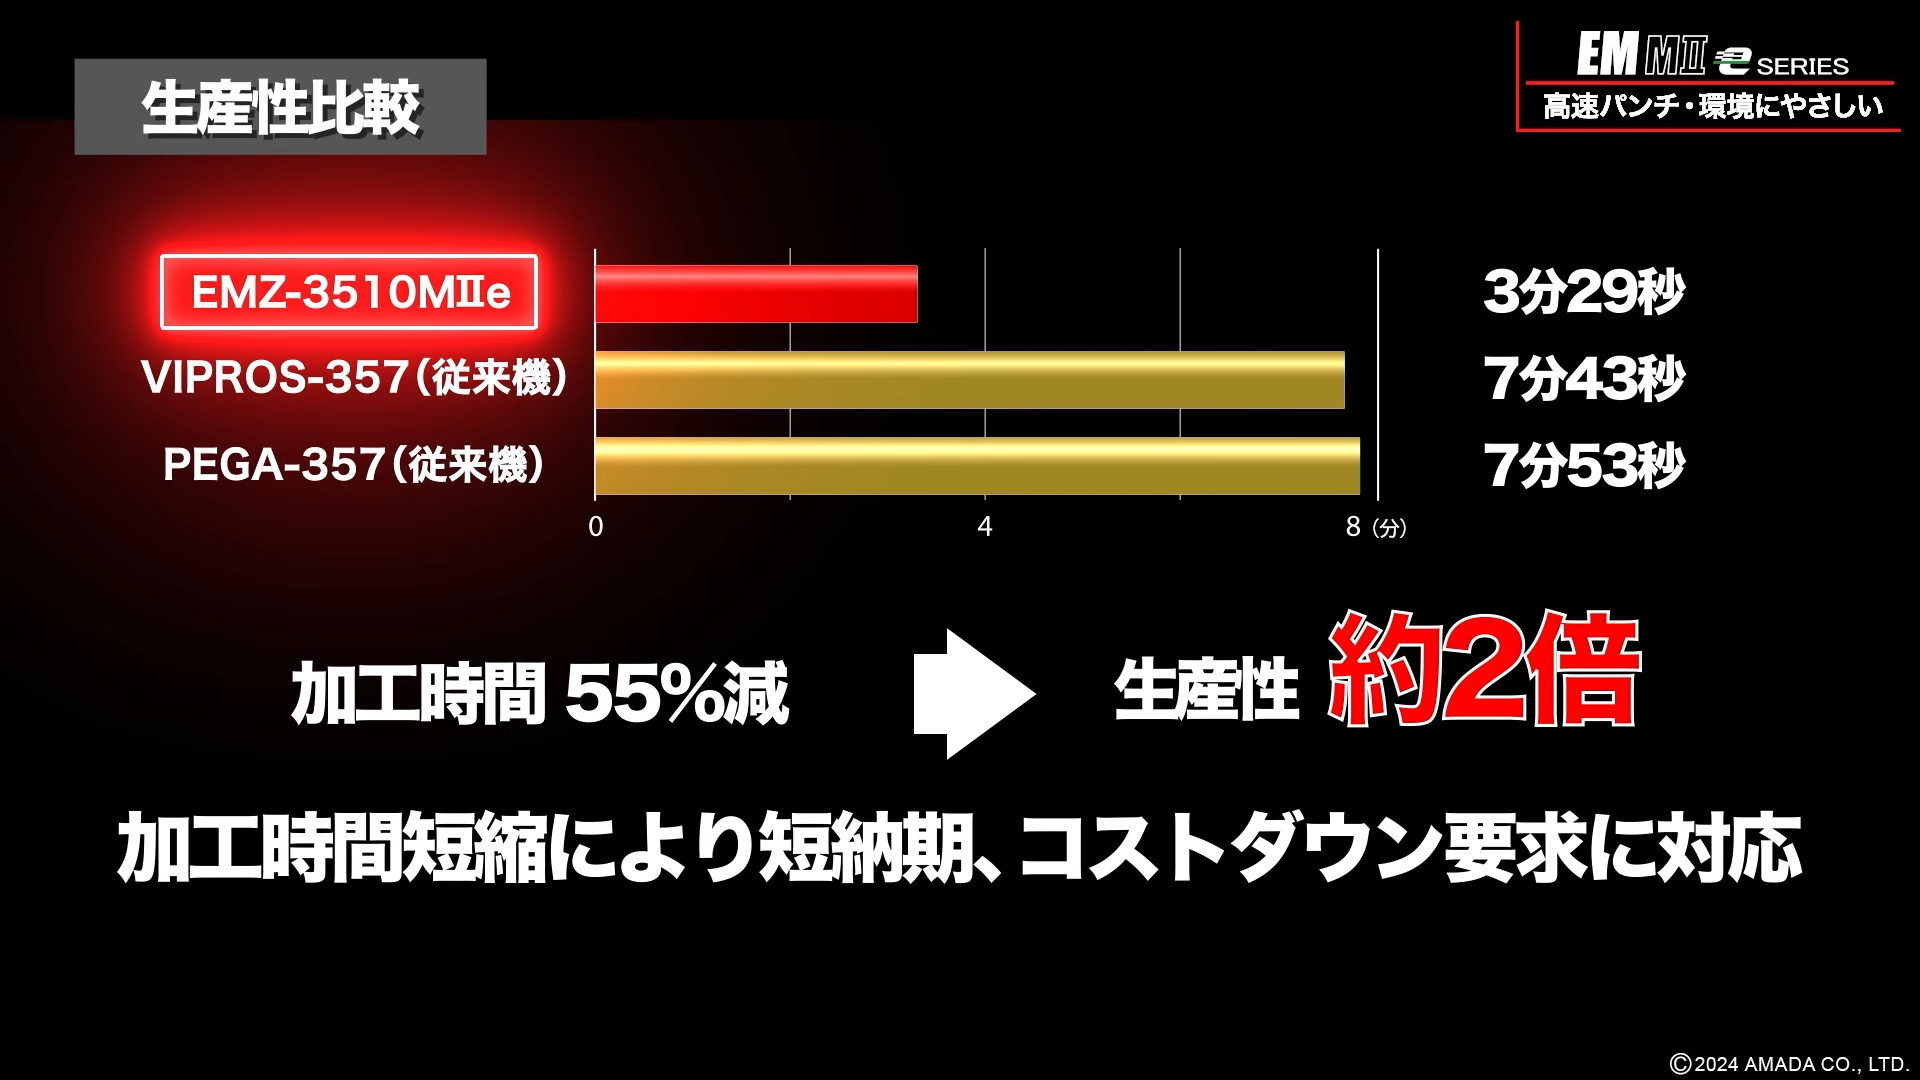 生産性比較
EM MⅡ e SERIES
高速パンチ・環境にやさしい
EMZ-3510MⅡe 3分29秒
VIPROS-357(従来機) 7分43秒
PEGA-357(従来機) 7分53秒
0 4 8(分)
加工時間 55%減 生産性 約2倍
加工時間短縮により短納期、コストダウン要求に対応
©2024 AMADA CO., LTD.